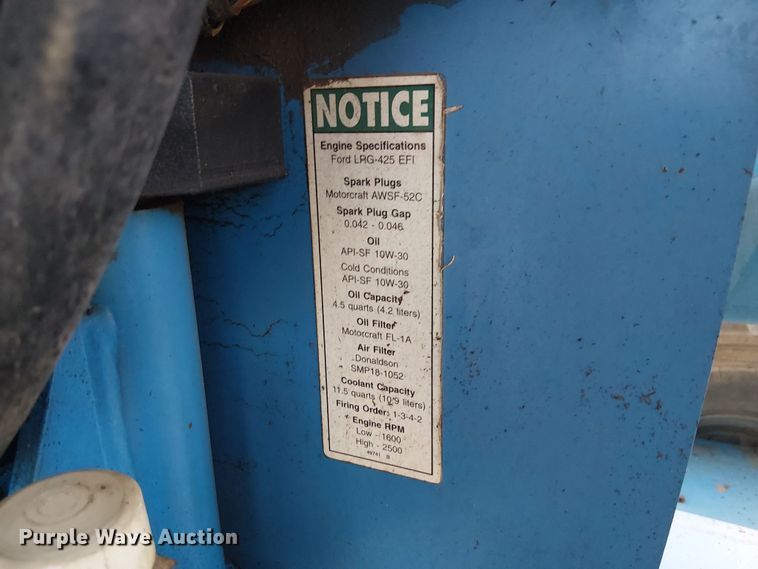 NOTICE
Engine Specifications
Ford LRG-425 EFI
Spark Plugs
Motorcraft AWSF-52C
Spark Plug Gap
0.042 - 0.046
Oil
API-SF 10W-30
Cold Conditions
API-SF 10W-30
Oil Capacity
4.5 quarts (4.2 liters)
Oil Filter
Motorcraft FL-1A
Air Filter
Donaldson
SMP18-1052
Coolant Capacity
11.5 quarts (10.9 liters)
Firing Order: 1-3-4-2
Engine RPM
Low - 1600
High - 2500
49741 B
Purple Wave Auction